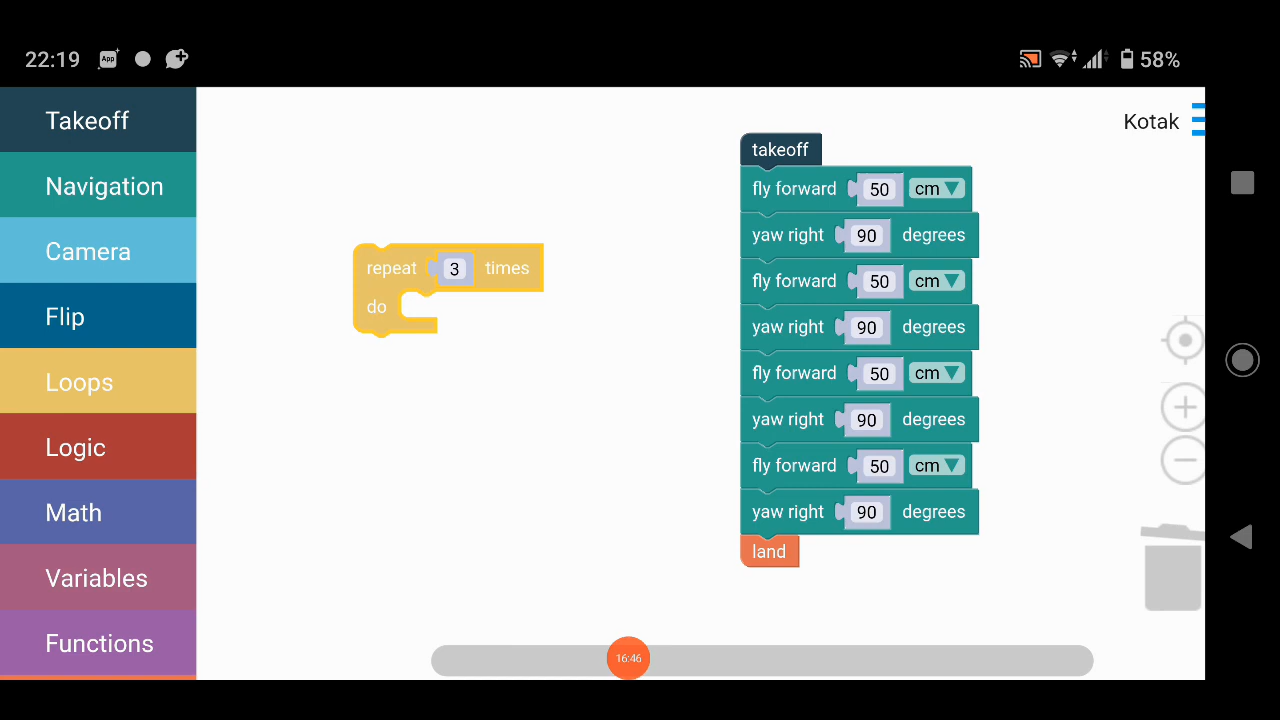 22:19
App
58%
Takeoff
Navigation
Camera
Flip
Loops
Logic
Math
Variables
Functions
Kotak
repeat 3 times
do
takeoff
fly forward 50 cm
yaw right 90 degrees
fly forward 50 cm
yaw right 90 degrees
fly forward 50 cm
yaw right 90 degrees
fly forward 50 cm
yaw right 90 degrees
land
16:46